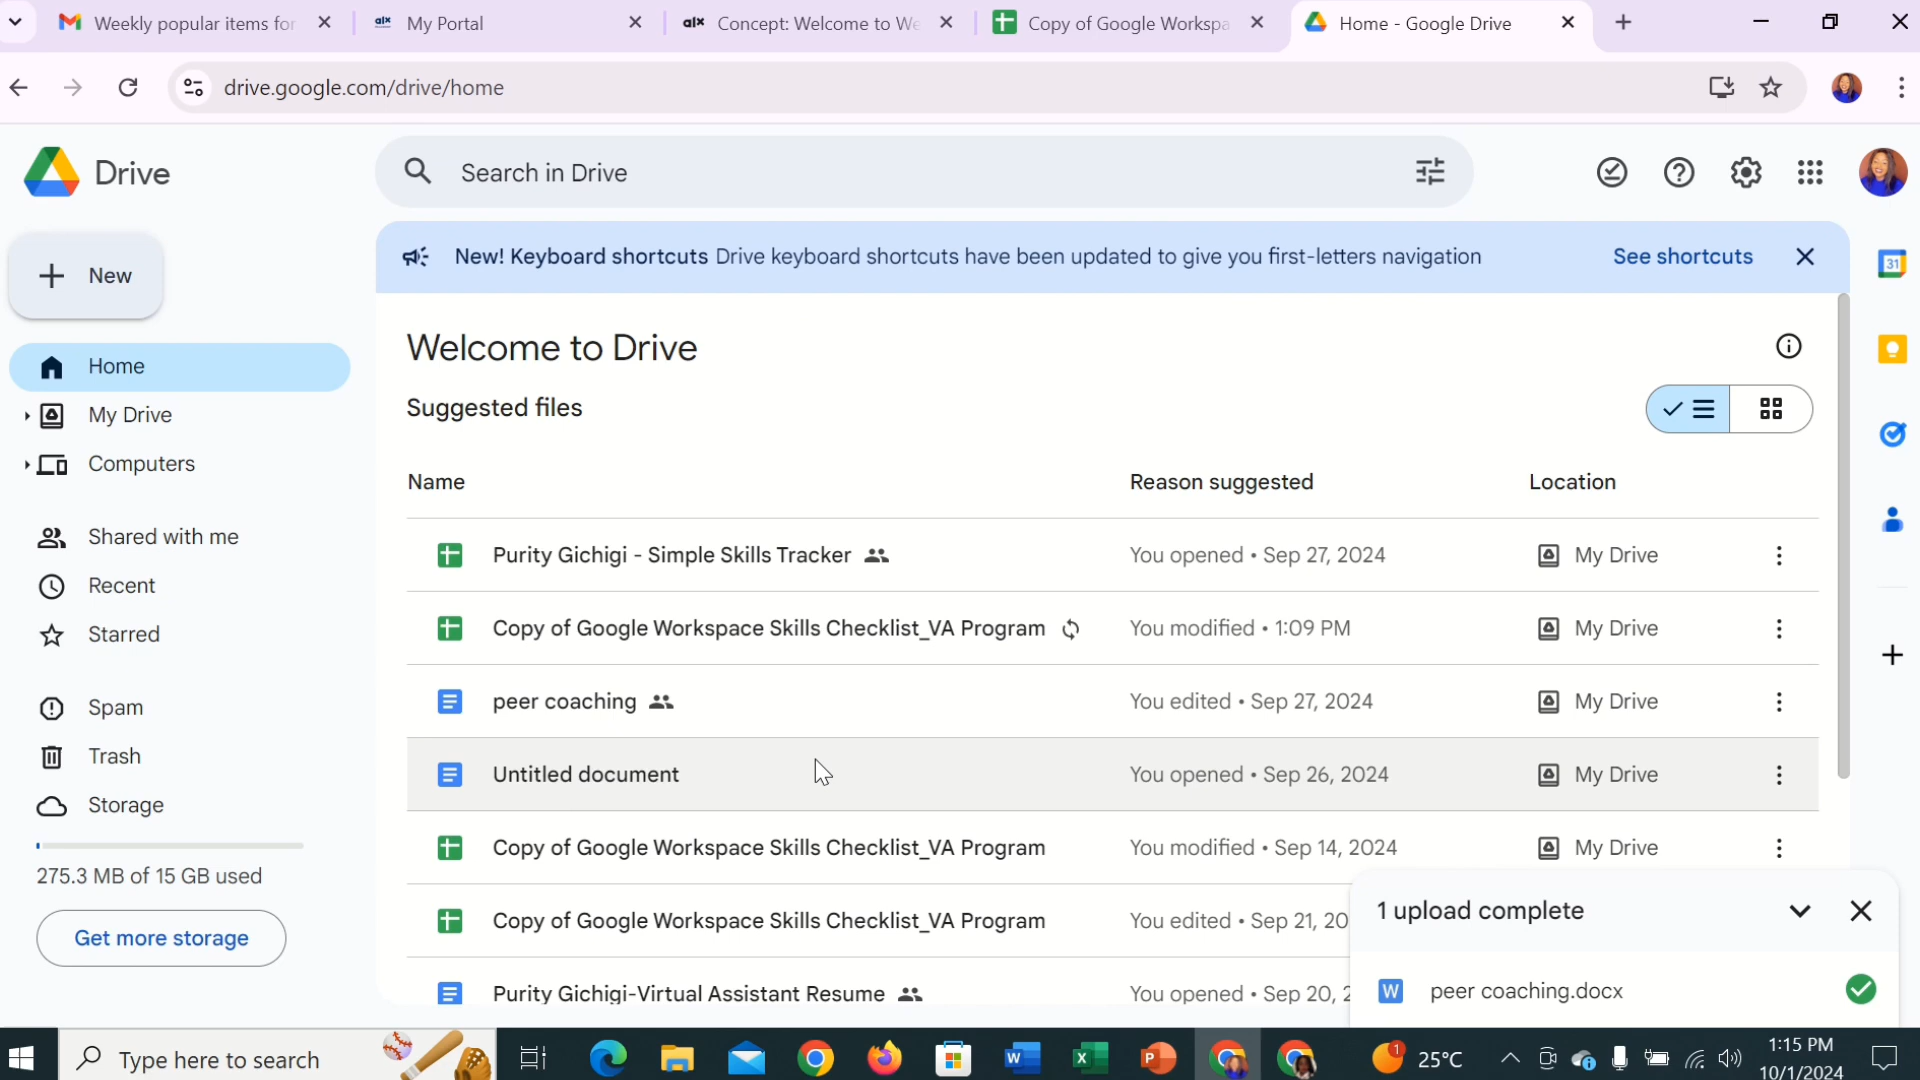 Weekly popular items for
alx My Portal
alx Concept: Welcome to We
Copy of Google Workspa
Home - Google Drive
drive.google.com/drive/home
Drive
Search in Drive
New
New! Keyboard shortcuts Drive keyboard shortcuts have been updated to give you first-letters navigation
See shortcuts
31
Welcome to Drive
Home
My Drive
Computers
Shared with me
Recent
Starred
Spam
Trash
Storage
275.3 MB of 15 GB used
Get more storage
Suggested files
Name Reason suggested Location
Purity Gichigi - Simple Skills Tracker You opened • Sep 27, 2024 My Drive
Copy of Google Workspace Skills Checklist_VA Program You modified • 1:09 PM My Drive
peer coaching You edited • Sep 27, 2024 My Drive
Untitled document You opened • Sep 26, 2024 My Drive
Copy of Google Workspace Skills Checklist_VA Program You modified • Sep 14, 2024 My Drive
Copy of Google Workspace Skills Checklist_VA Program You edited • Sep 21, 20
Purity Gichigi-Virtual Assistant Resume You opened • Sep 20, 2
1 upload complete
W peer coaching.docx
Type here to search
1 25°C
1:15 PM
10/1/2024